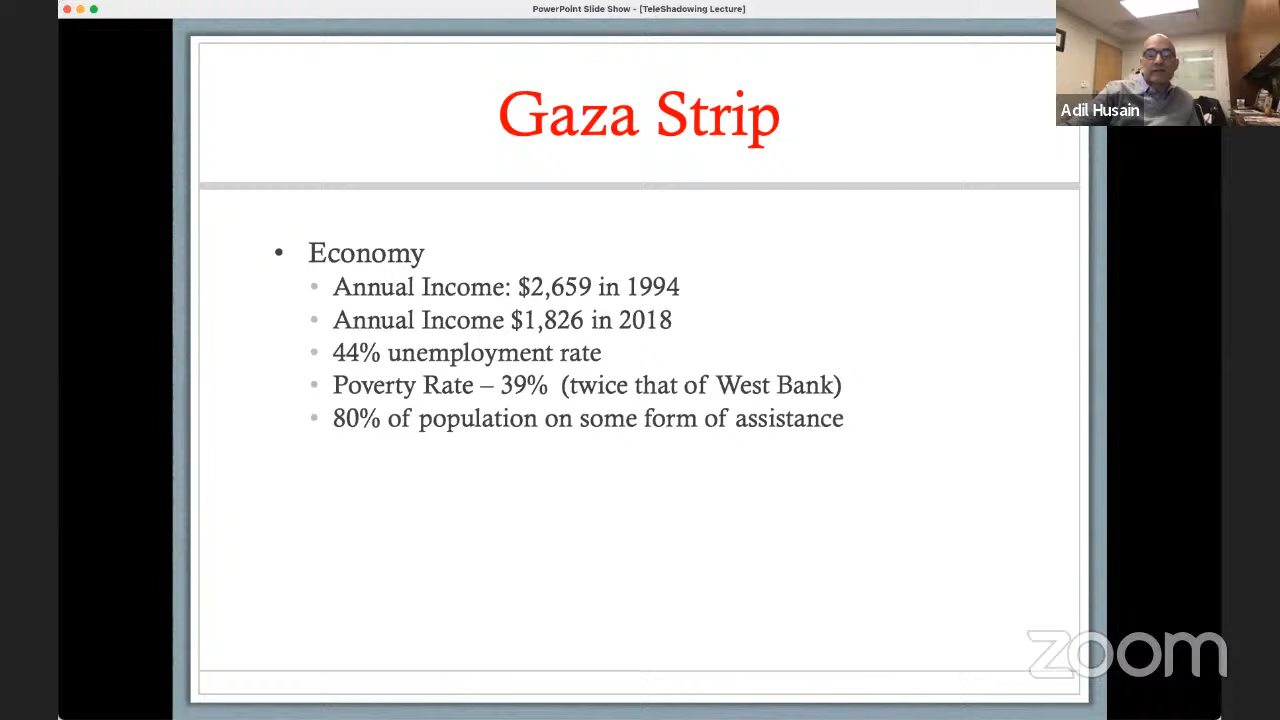 PowerPoint Slide Show - [TeleShadowing Lecture]
Adil Husain
Gaza Strip
• Economy
• Annual Income: $2,659 in 1994
• Annual Income $1,826 in 2018
• 44% unemployment rate
• Poverty Rate – 39% (twice that of West Bank)
• 80% of population on some form of assistance
zoom